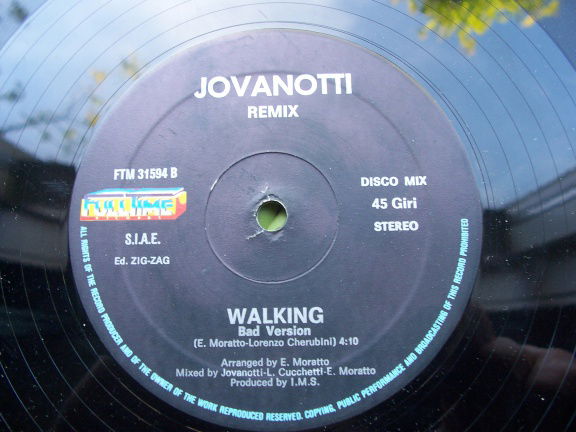 JOVANOTTI
REMIX
FTM 31594 B
FULLTIME
S.I.A.E.
Ed. ZIG-ZAG
DISCO MIX
45 Giri
STEREO
WALKING
Bad Version
(E. Moratto-Lorenzo Cherubini) 4:10
Arranged by E. Moratto
Mixed by Jovanotti-L. Cucchetti-E. Moratto
Produced by I.M.S.
ALL RIGHTS OF THE RECORD PRODUCER AND OF THE OWNER OF THE WORK REPRODUCED RESERVED. COPYING, PUBLIC PERFORMANCE AND BROADCASTING OF THIS RECORD PROHIBITED